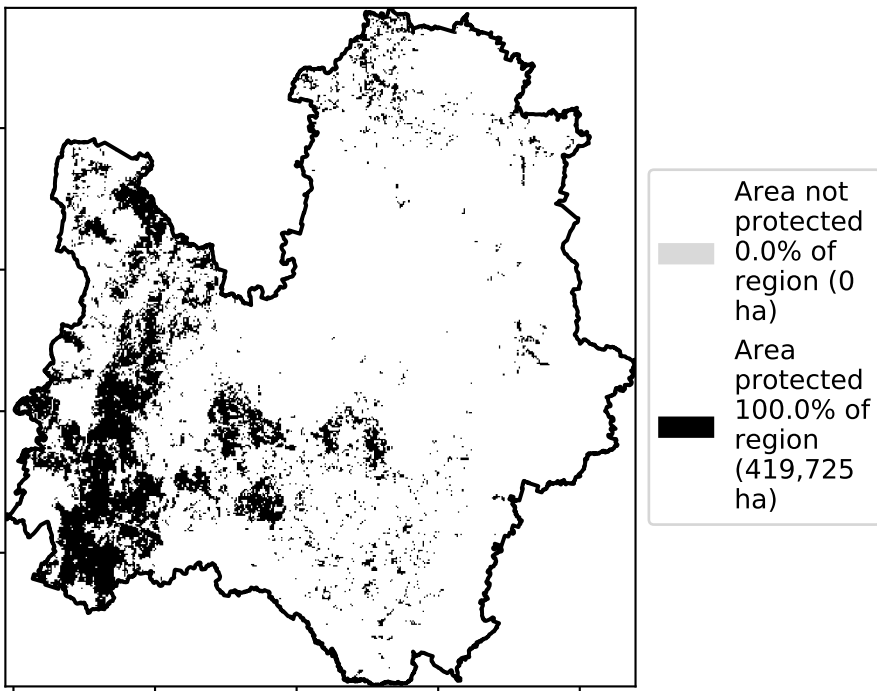 Area not
protected
0.0% of
region (0
ha)
Area
protected
100.0% of
region
(419,725
ha)